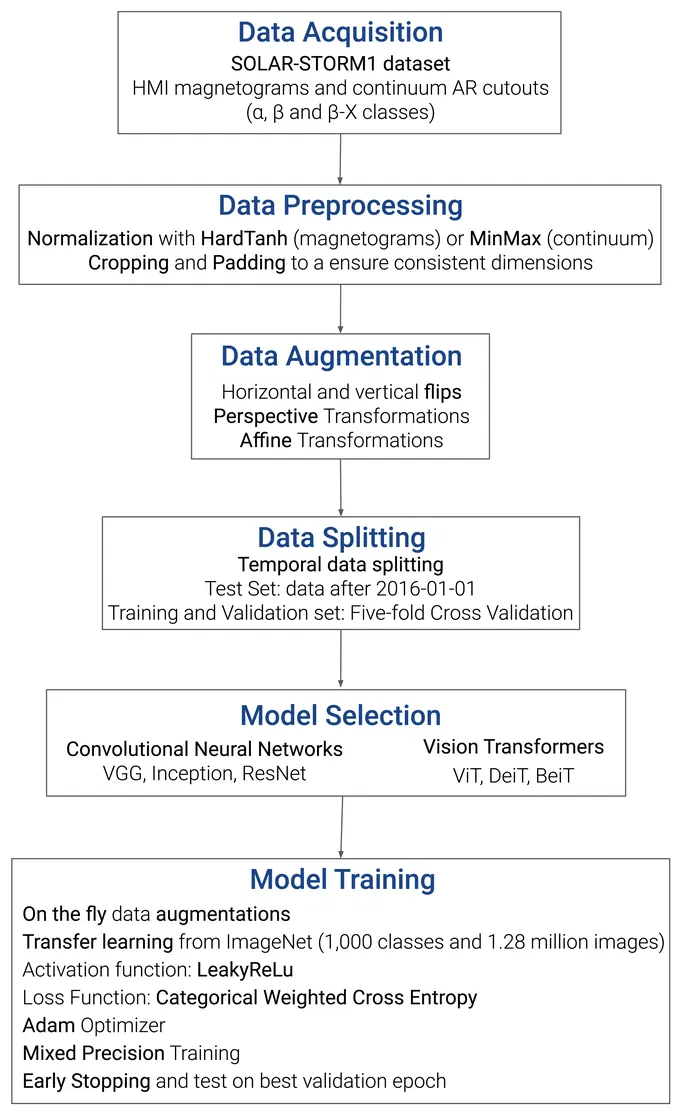 Data Acquisition
SOLAR-STORM1 dataset
HMI magnetograms and continuum AR cutouts
(α, β and β-X classes)
Data Preprocessing
Normalization with HardTanh (magnetograms) or MinMax (continuum)
Cropping and Padding to a ensure consistent dimensions
Data Augmentation
Horizontal and vertical flips
Perspective Transformations
Affine Transformations
Data Splitting
Temporal data splitting
Test Set: data after 2016-01-01
Training and Validation set: Five-fold Cross Validation
Model Selection
Convolutional Neural Networks
VGG, Inception, ResNet
Vision Transformers
ViT, DeiT, BeiT
Model Training
On the fly data augmentations
Transfer learning from ImageNet (1,000 classes and 1.28 million images)
Activation function: LeakyReLu
Loss Function: Categorical Weighted Cross Entropy
Adam Optimizer
Mixed Precision Training
Early Stopping and test on best validation epoch